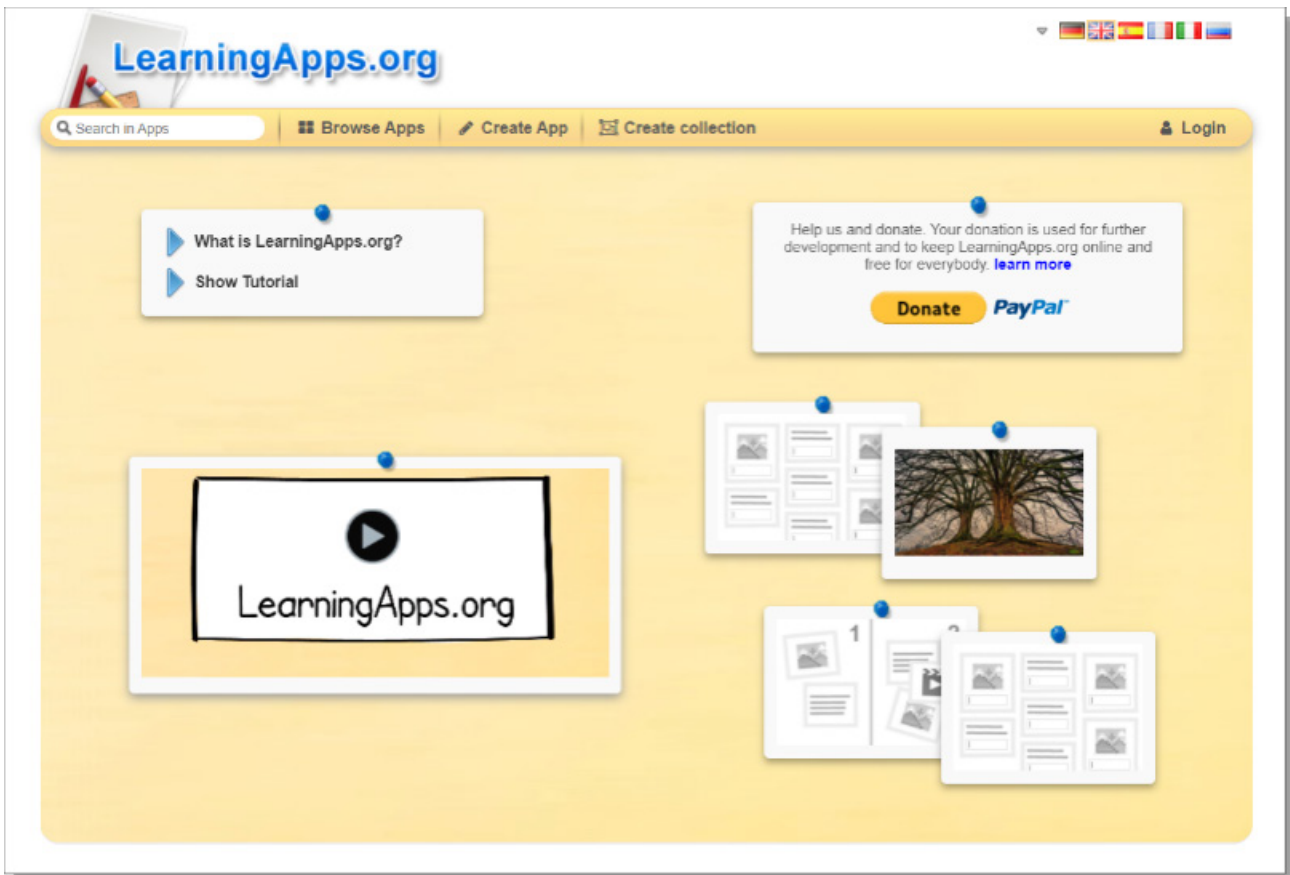 LearningApps.org
Search in Apps
Browse Apps
Create App
Create collection
Login
What is LearningApps.org?
Show Tutorial
Help us and donate. Your donation is used for further
development and to keep LearningApps.org online and
free for everybody. learn more
Donate PayPal
LearningApps.org
1